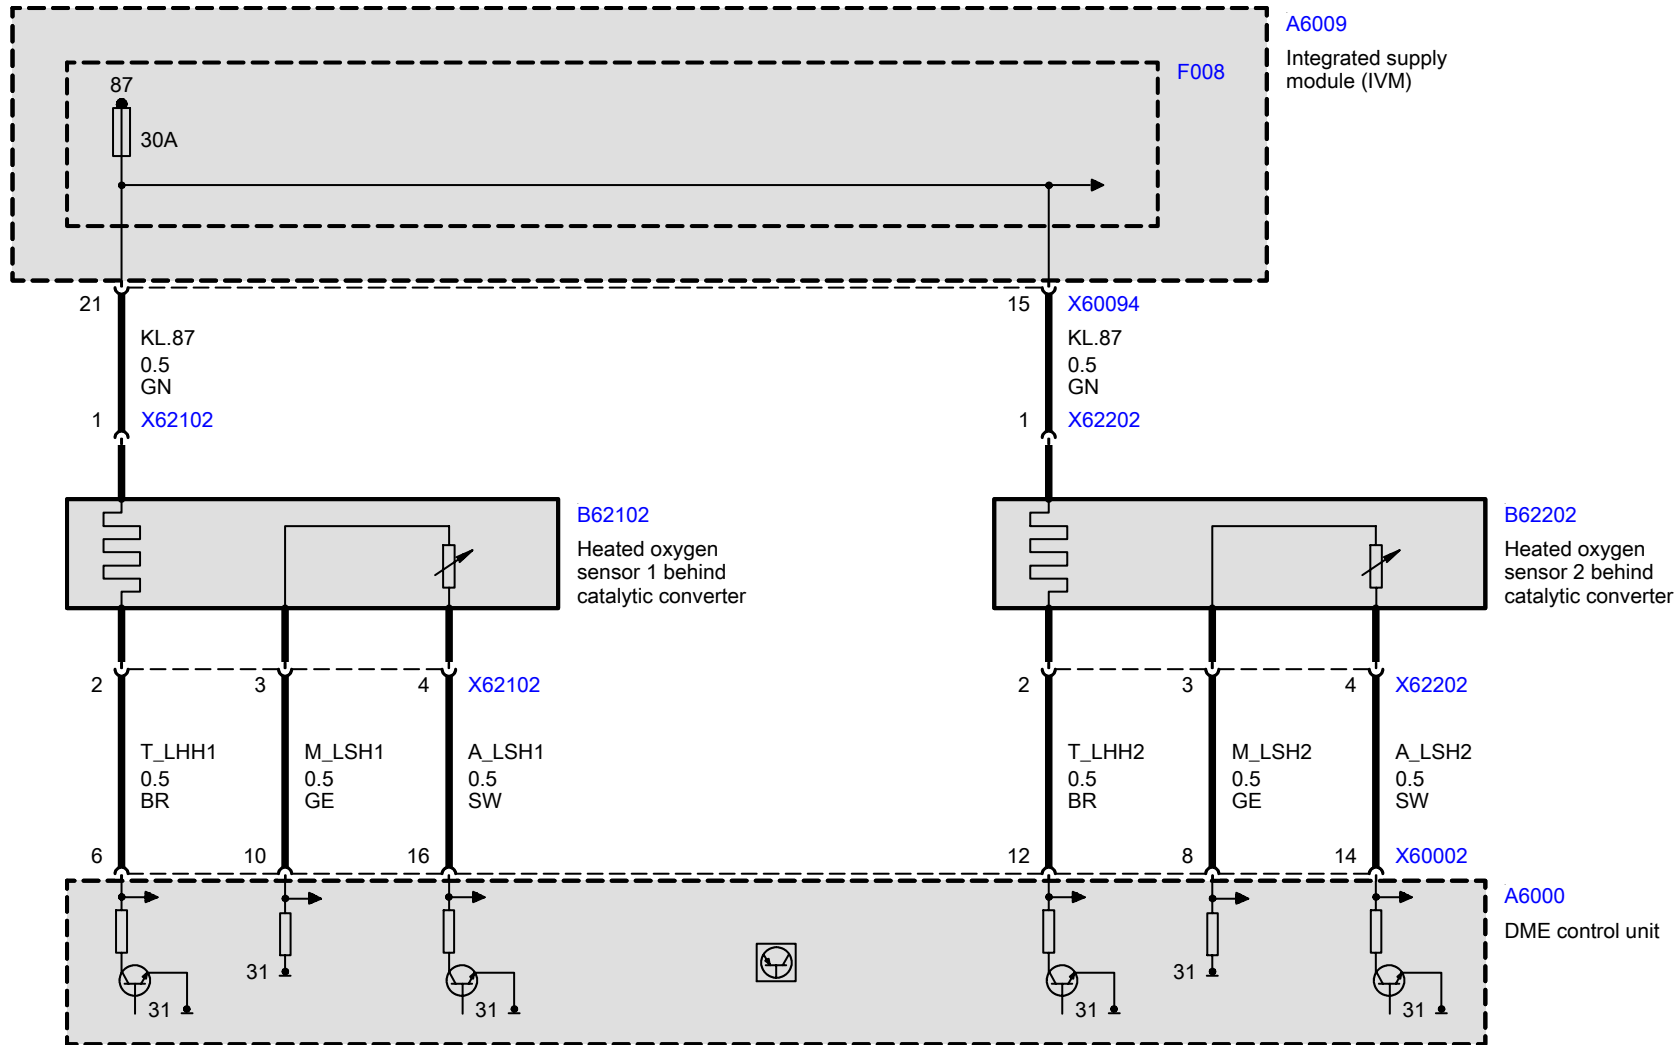 A6009
Integrated supply
module (IVM)
F008
87
30A
21
15
X60094
KL.87
0.5
GN
KL.87
0.5
GN
1
X62102
1
X62202
B62102
Heated oxygen
sensor 1 behind
catalytic converter
B62202
Heated oxygen
sensor 2 behind
catalytic converter
2
3
4
X62102
2
3
4
X62202
T_LHH1
0.5
BR
M_LSH1
0.5
GE
A_LSH1
0.5
SW
T_LHH2
0.5
BR
M_LSH2
0.5
GE
A_LSH2
0.5
SW
6
10
16
12
8
14
X60002
A6000
DME control unit
31
31
31
31
31
31